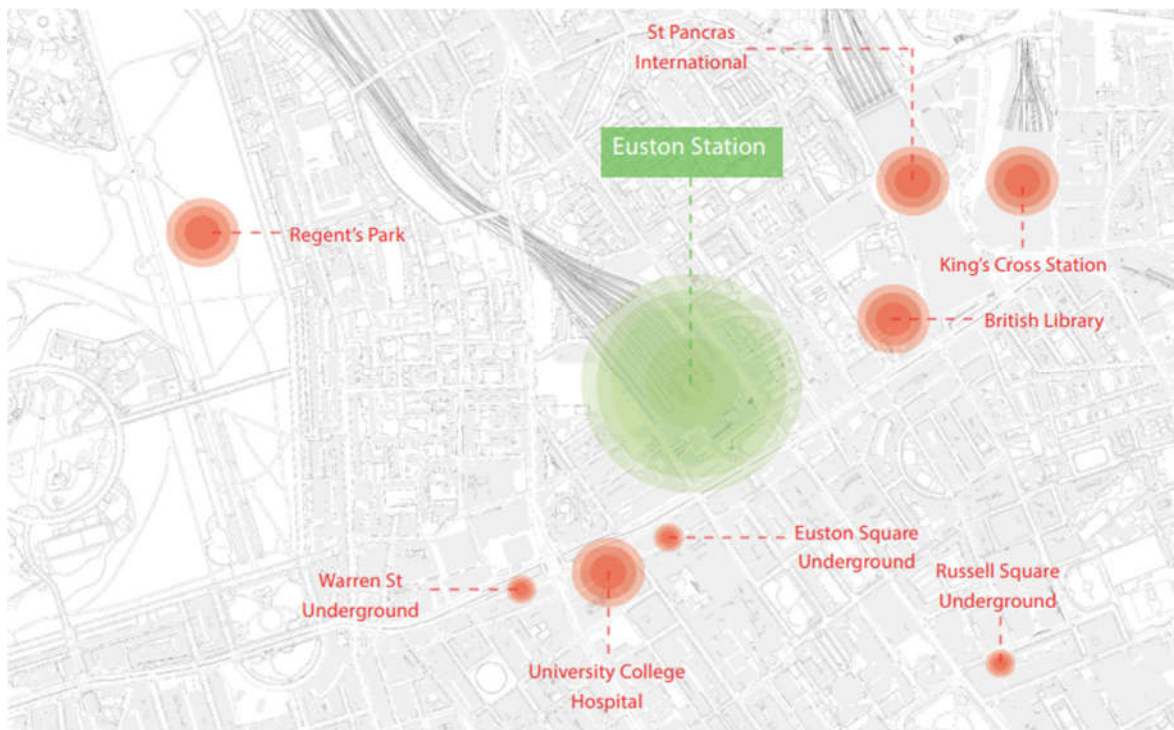 St Pancras
International
Euston Station
Regent's Park
King's Cross Station
British Library
Euston Square
Underground
Russell Square
Underground
Warren St
Underground
University College
Hospital